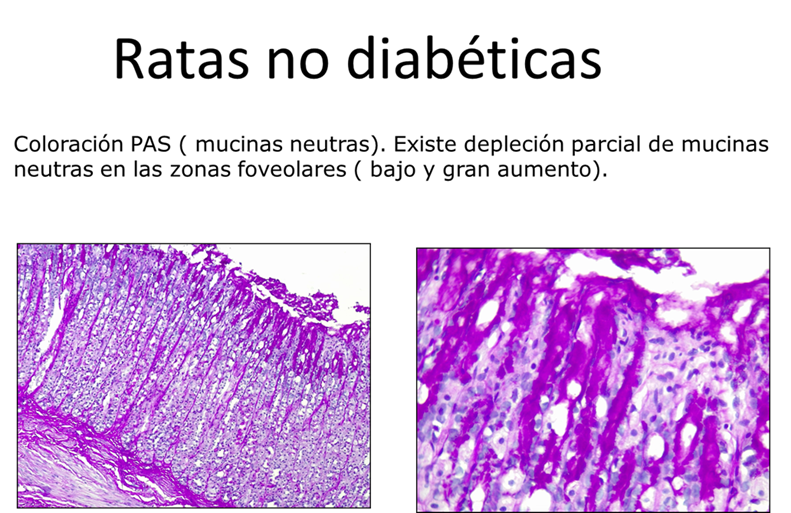 Ratas no diabéticas
Coloración PAS ( mucinas neutras). Existe depleción parcial de mucinas
neutras en las zonas foveolares ( bajo y gran aumento).